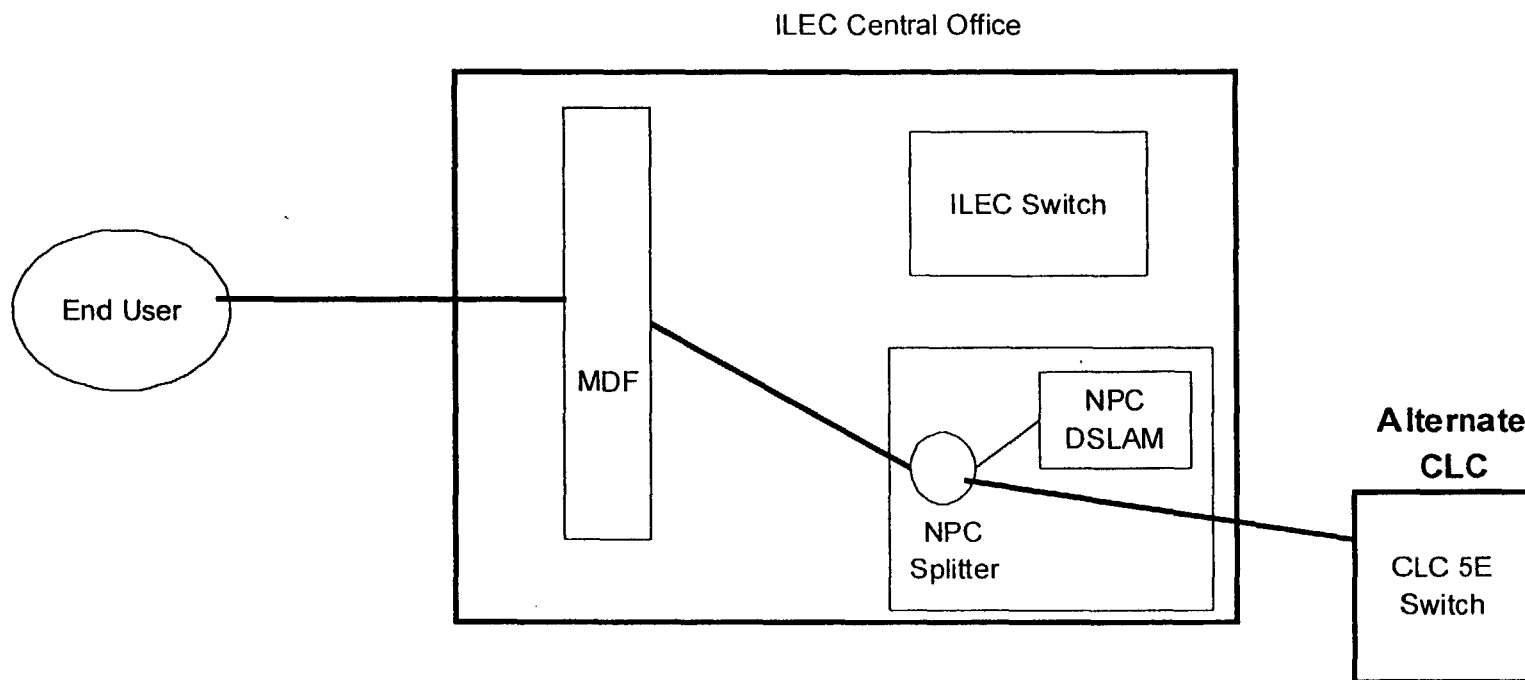 ILEC Central Office
ILEC Switch
End User
MDF
NPC
DSLAM
NPC
Splitter
Alternate
CLC
CLC 5E
Switch